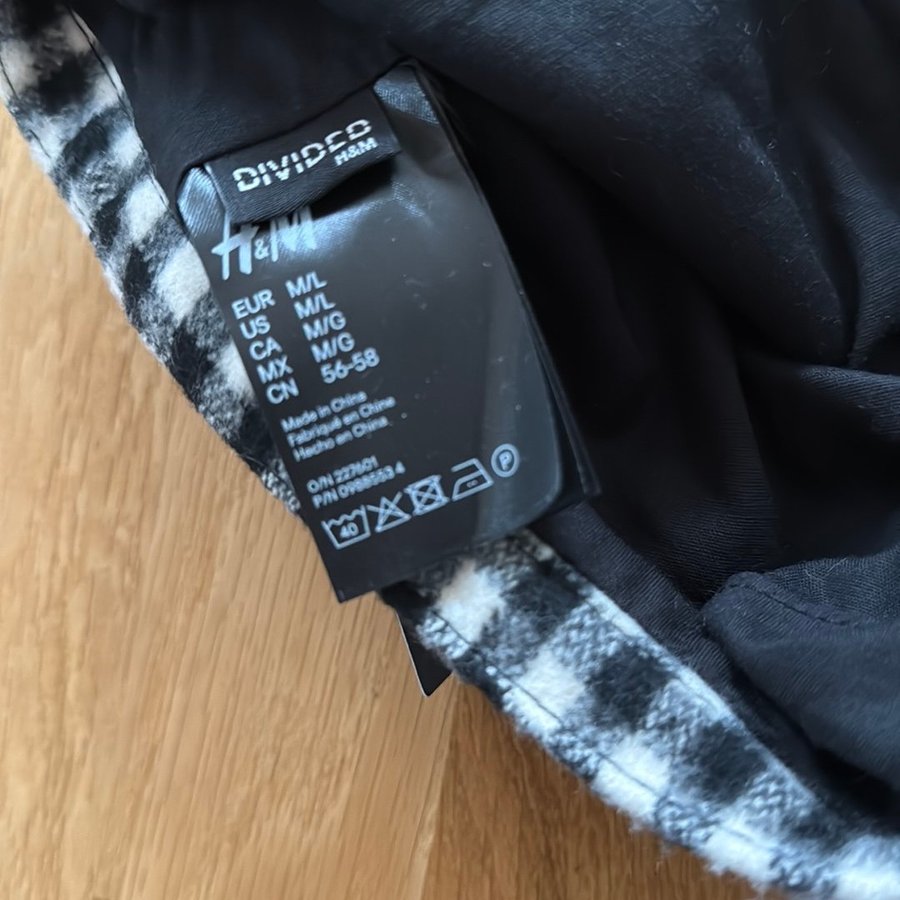 DIVIDED
H&M
H&M
EUR M/L
US M/L
CA M/G
MX M/G
CN 56-58
Made in China
Fabriqué en Chine
Hecho en China
O/N 227601
P/N 0988553 4
40
P